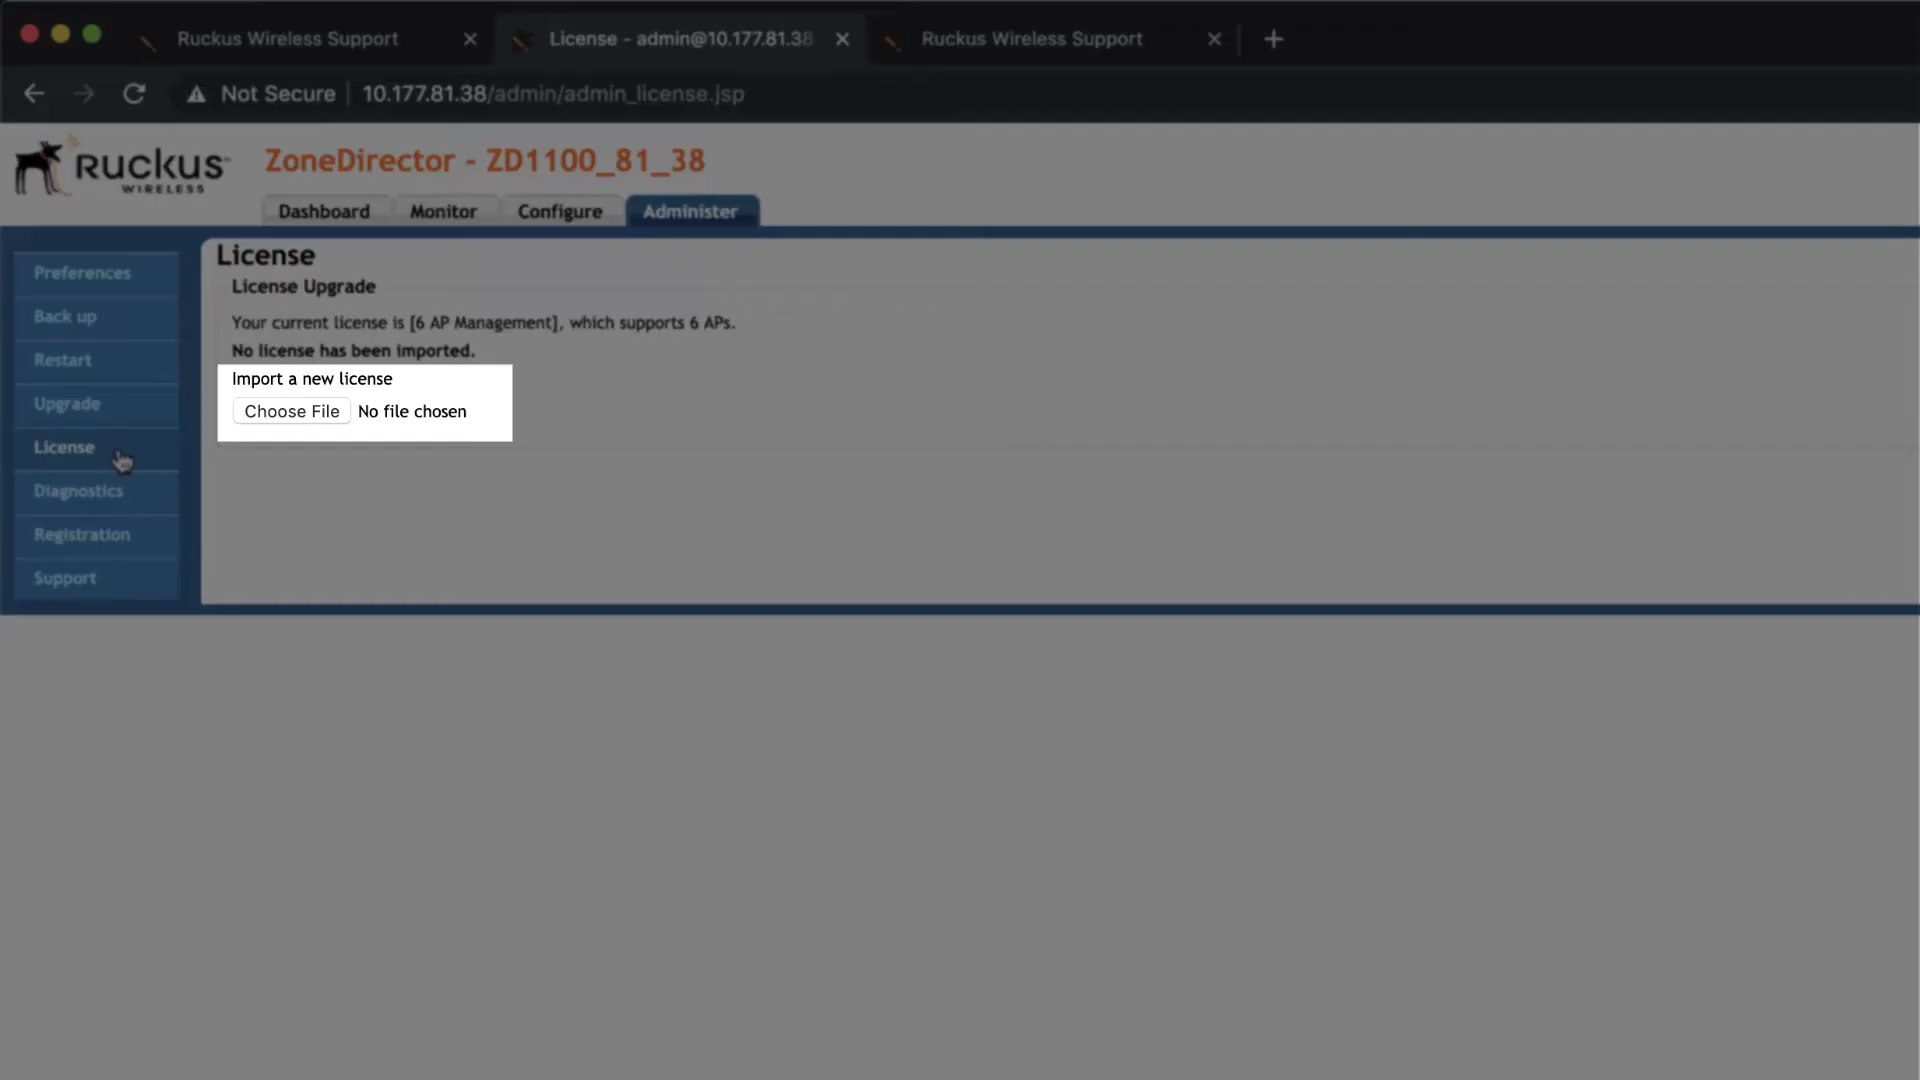 Ruckus Wireless Support
License - admin@10.177.81.38
Ruckus Wireless Support
Not Secure | 10.177.81.38/admin/admin_license.jsp
RUCKUS
WIRELESS
ZoneDirector - ZD1100_81_38
Dashboard
Monitor
Configure
Administer
Preferences
Back up
Restart
Upgrade
License
Diagnostics
Registration
Support
License
License Upgrade
Your current license is [6 AP Management], which supports 6 APs.
No license has been imported.
Import a new license
Choose File No file chosen